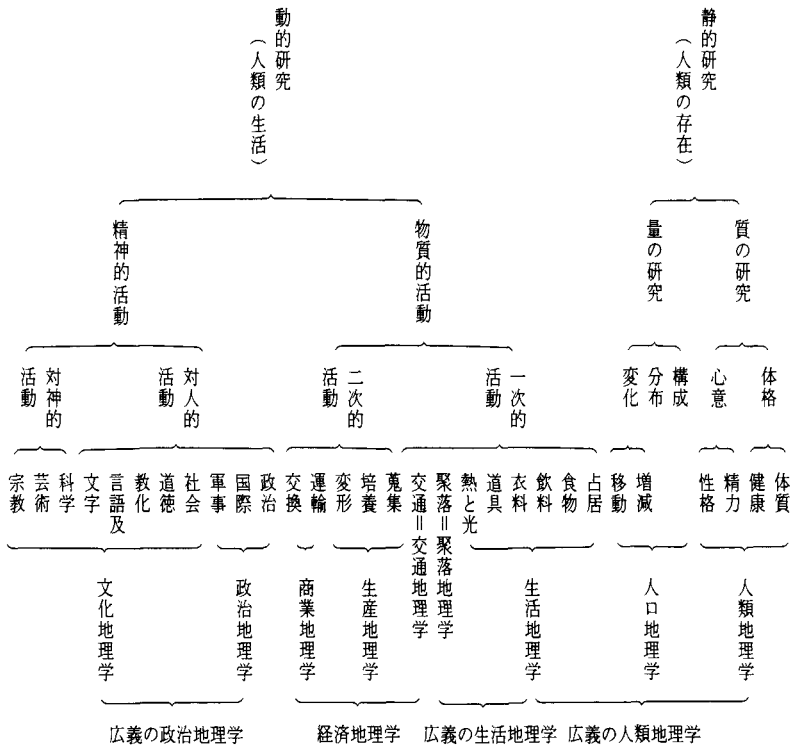 静的研究
(人類の存在)
動的研究
(人類の生活)
質の研究
量の研究
物質的活動
精神的活動
体格
心意
構成
分布
変化
一次的
活動
二次的
活動
対人的
活動
対神的
活動
体質
健康
精力
性格
増減
移動
占居
食物
飲料
衣料
道具
熱と光
聚落＝聚落地理学
交通＝交通地理学
蒐集
培養
変形
運輸
交換
政治
国際
軍事
社会
道徳
教化
言語及
文字
科学
芸術
宗教
人類地理学
人口地理学
生活地理学
生産地理学
商業地理学
政治地理学
文化地理学
広義の人類地理学
広義の生活地理学
経済地理学
広義の政治地理学